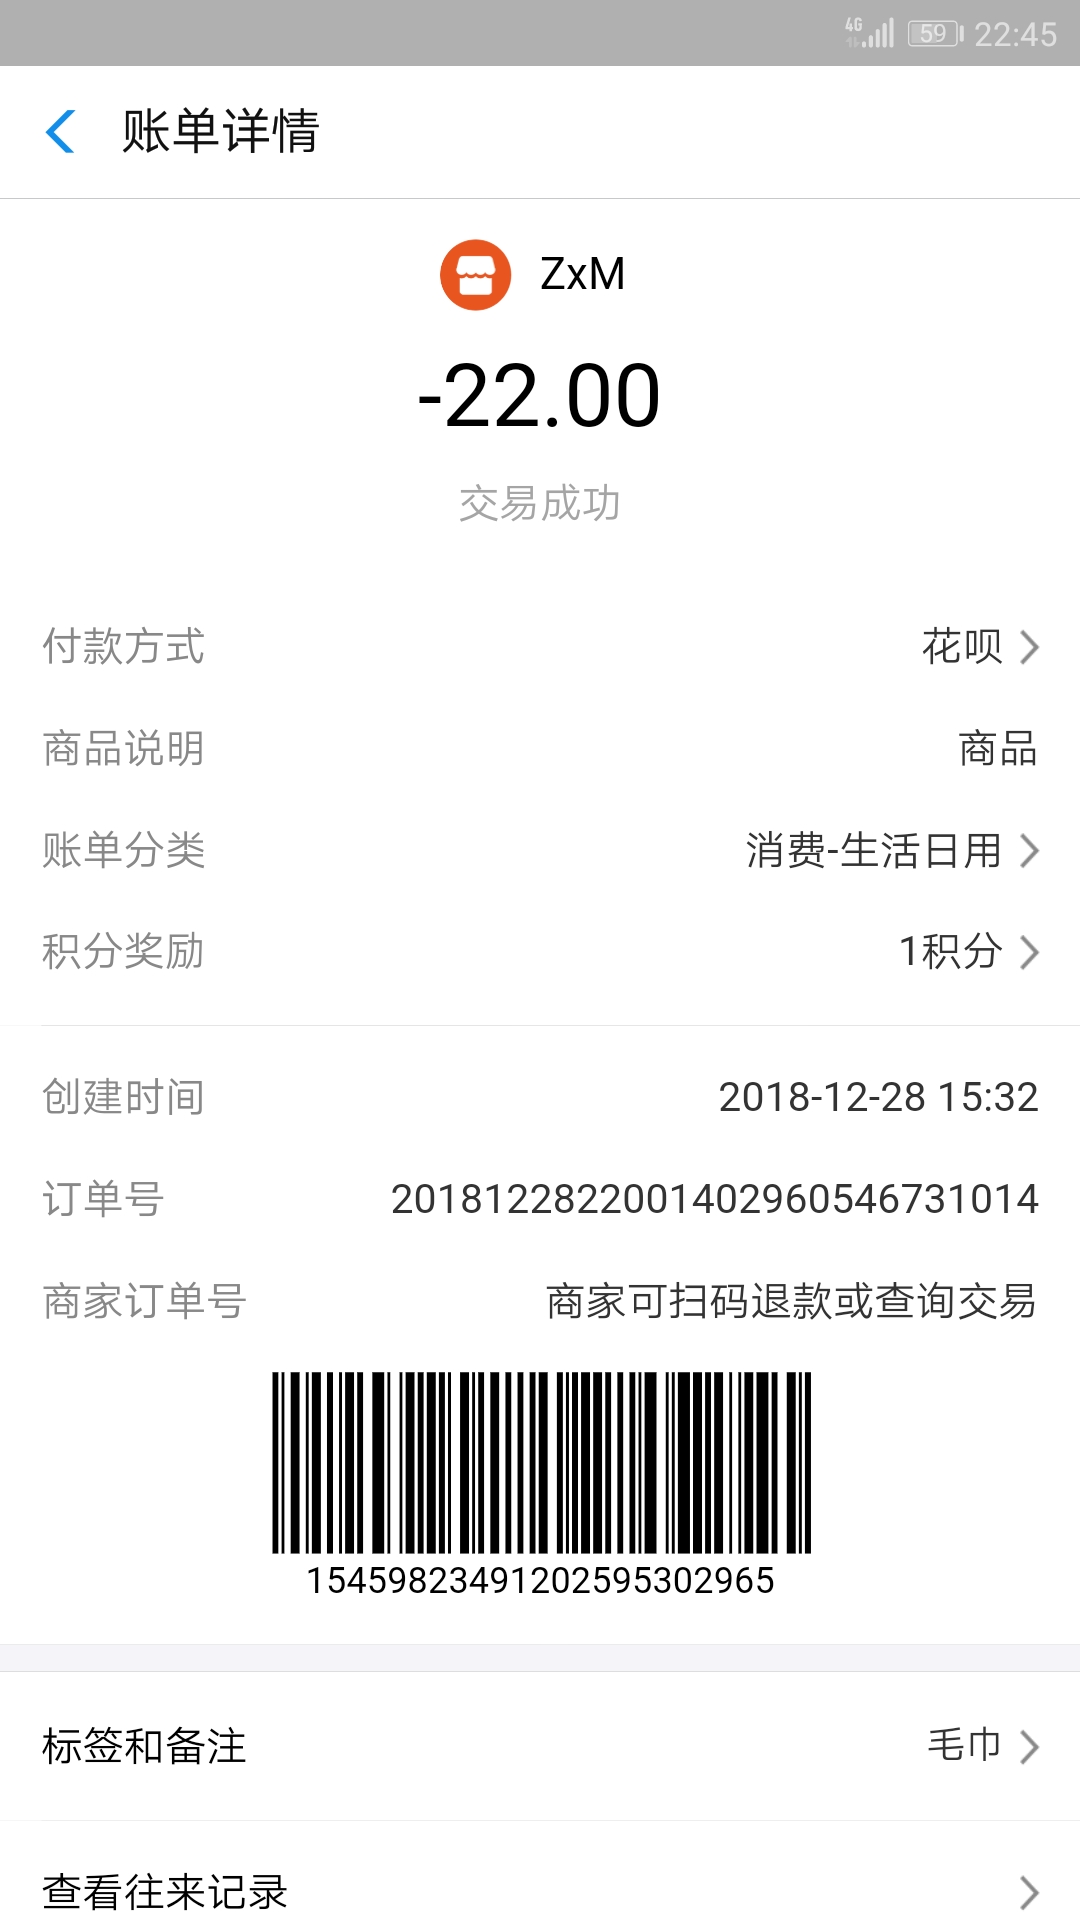 4G 59 22:45
账单详情
ZxM
-22.00
交易成功
付款方式 花呗
商品说明 商品
账单分类 消费-生活日用
积分奖励 1积分
创建时间 2018-12-28 15:32
订单号 2018122822001402960546731014
商家订单号 商家可扫码退款或查询交易
15459823491202595302965
标签和备注 毛巾
查看往来记录